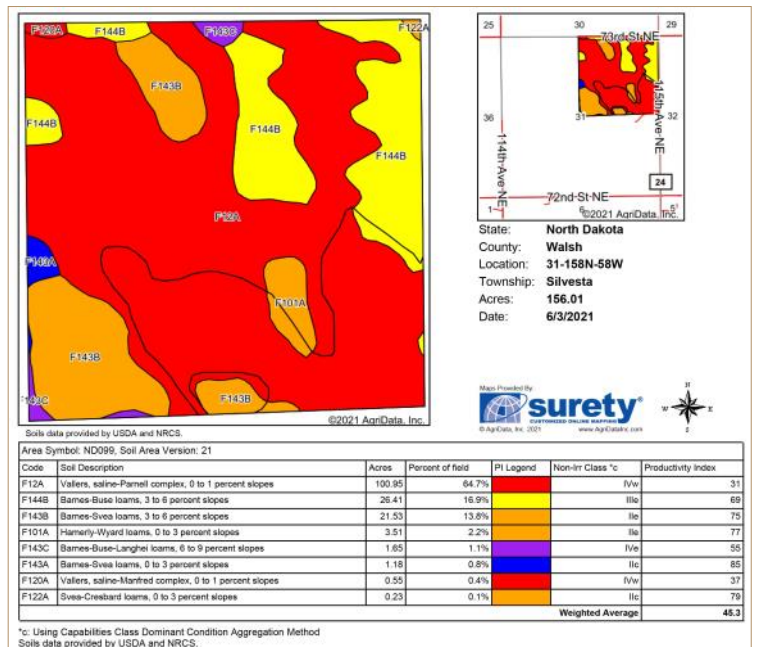 F120A
F144B
F143C
F122A
F143B
F144B
F144B
F144B
F12A
F143A
F101A
F143B
F143B
F143C
©2021 AgriData, Inc.
Soils data provided by USDA and NRCS.
25 30 29
73rd St NE
36 31 32
114th Ave NE
115th Ave NE
24
72nd St NE
1 6 5
©2021 AgriData, Inc.
State: North Dakota
County: Walsh
Location: 31-158N-58W
Township: Silvesta
Acres: 156.01
Date: 6/3/2021
Maps Provided By
surety®
CUSTOMIZED ONLINE MAPPING
© AgriData, Inc. 2021 www.AgriDataInc.com
N
W E
S
Area Symbol: ND099, Soil Area Version: 21
Code Soil Description Acres Percent of field PI Legend Non-Irr Class *c Productivity Index
F12A Vallers, saline-Parnell complex, 0 to 1 percent slopes 100.95 64.7% IVw 31
F144B Barnes-Buse loams, 3 to 6 percent slopes 26.41 16.9% IIIe 69
F143B Barnes-Svea loams, 3 to 6 percent slopes 21.53 13.8% IIe 75
F101A Hamerly-Wyard loams, 0 to 3 percent slopes 3.51 2.2% IIe 77
F143C Barnes-Buse-Langhei loams, 6 to 9 percent slopes 1.65 1.1% IVe 55
F143A Barnes-Svea loams, 0 to 3 percent slopes 1.18 0.8% IIc 85
F120A Vallers, saline-Manfred complex, 0 to 1 percent slopes 0.55 0.4% IVw 37
F122A Svea-Cresbard loams, 0 to 3 percent slopes 0.23 0.1% IIc 79
Weighted Average 45.3
*c: Using Capabilities Class Dominant Condition Aggregation Method
Soils data provided by USDA and NRCS.